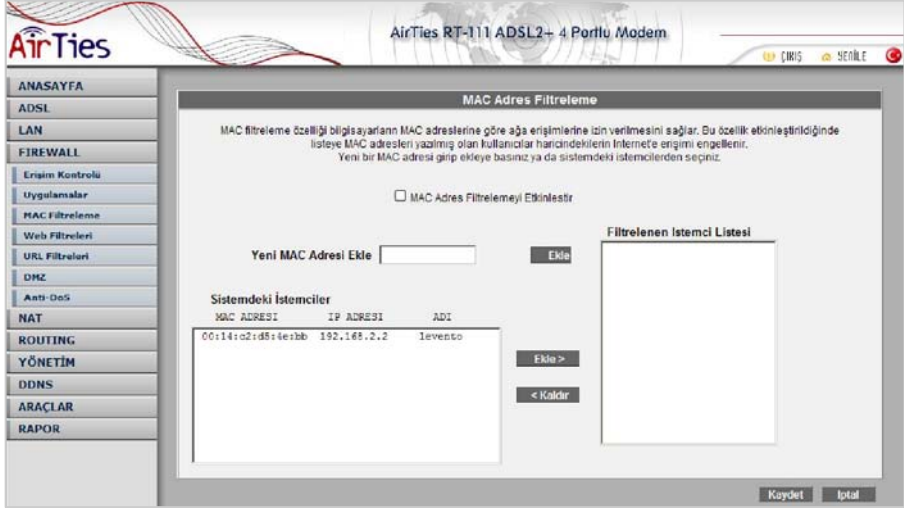 AirTies
AirTies RT-111 ADSL2+ 4 Portlu Modem
ÇIKIŞ
YENİLE
ANASAYFA
ADSL
LAN
FIREWALL
Erişim Kontrolü
Uygulamalar
MAC Filtreleme
Web Filtreleri
URL Filtreleri
DMZ
Anti-DoS
NAT
ROUTING
YÖNETİM
DDNS
ARAÇLAR
RAPOR
MAC Adres Filtreleme
MAC filtreleme özelliği bilgisayarların MAC adreslerine göre ağa erişimlerine izin verilmesini sağlar. Bu özellik etkinleştirildiğinde
listeye MAC adresleri yazılmış olan kullanıcılar haricindekilerin Internet'e erişimi engellenir.
Yeni bir MAC adresi girip ekleye basınız ya da sistemdeki istemcilerden seçiniz.
MAC Adres Filtrelemeyi Etkinleştir
Filtrelenen Istemci Listesi
Yeni MAC Adresi Ekle
Ekle
Sistemdeki İstemciler
MAC ADRESI IP ADRESI ADI
00:14:c2:d5:4e:bb 192.168.2.2 levento
Ekle >
< Kaldır
Kaydet
Iptal